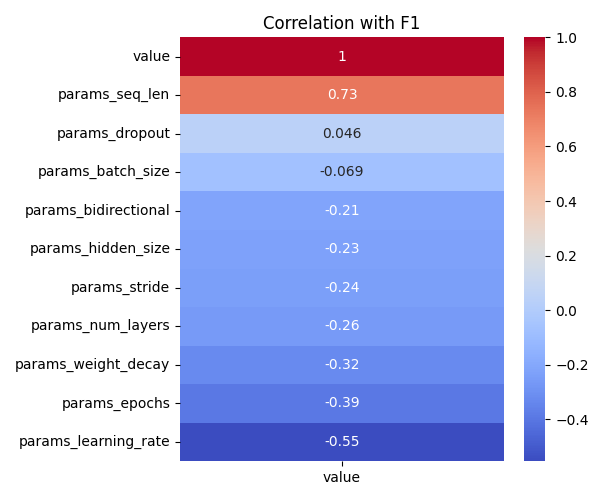 Correlation with F1
value 1
params_seq_len 0.73
params_dropout 0.046
params_batch_size -0.069
params_bidirectional -0.21
params_hidden_size -0.23
params_stride -0.24
params_num_layers -0.26
params_weight_decay -0.32
params_epochs -0.39
params_learning_rate -0.55
value
1.0
0.8
0.6
0.4
0.2
0.0
−0.2
−0.4